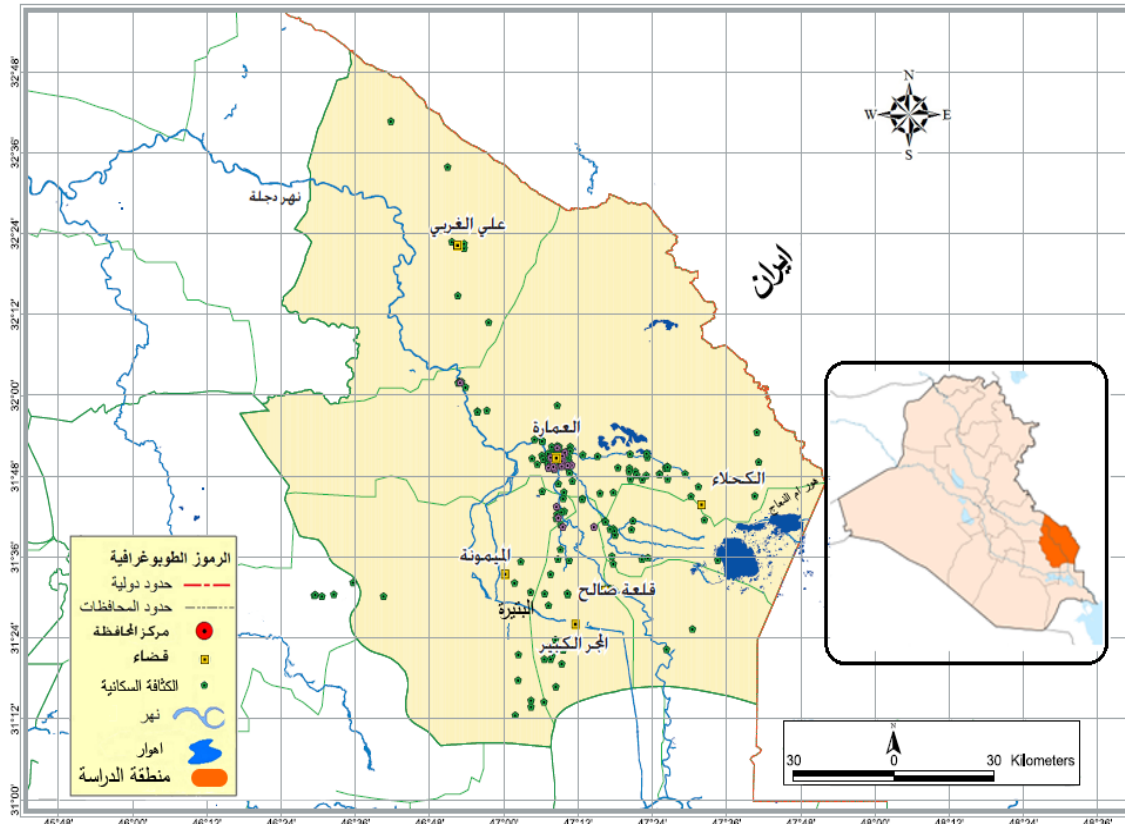 N
W
E
S
32°48'
32°36'
32°24'
32°12'
32°00'
31°48'
31°36'
31°24'
31°12'
31°00'
نهر دجلة
علي الغربي
ايران
العمارة
الكحلاء
هور أم النعاج
الميمونة
قلعة صالح
البتيرة
المجر الكبير
الرموز الطوبوغرافية
حدود دولية
حدود المحافظات
مركز المحافظة
قضاء
الكثافة السكانية
نهر
اهوار
منطقة الدراسة
N
30 0 30 Kilometers
46°48' 46°00' 46°12' 46°24' 46°36' 46°48' 47°00' 47°12' 47°24' 47°36' 47°48' 48°00' 48°12' 48°24' 48°36'